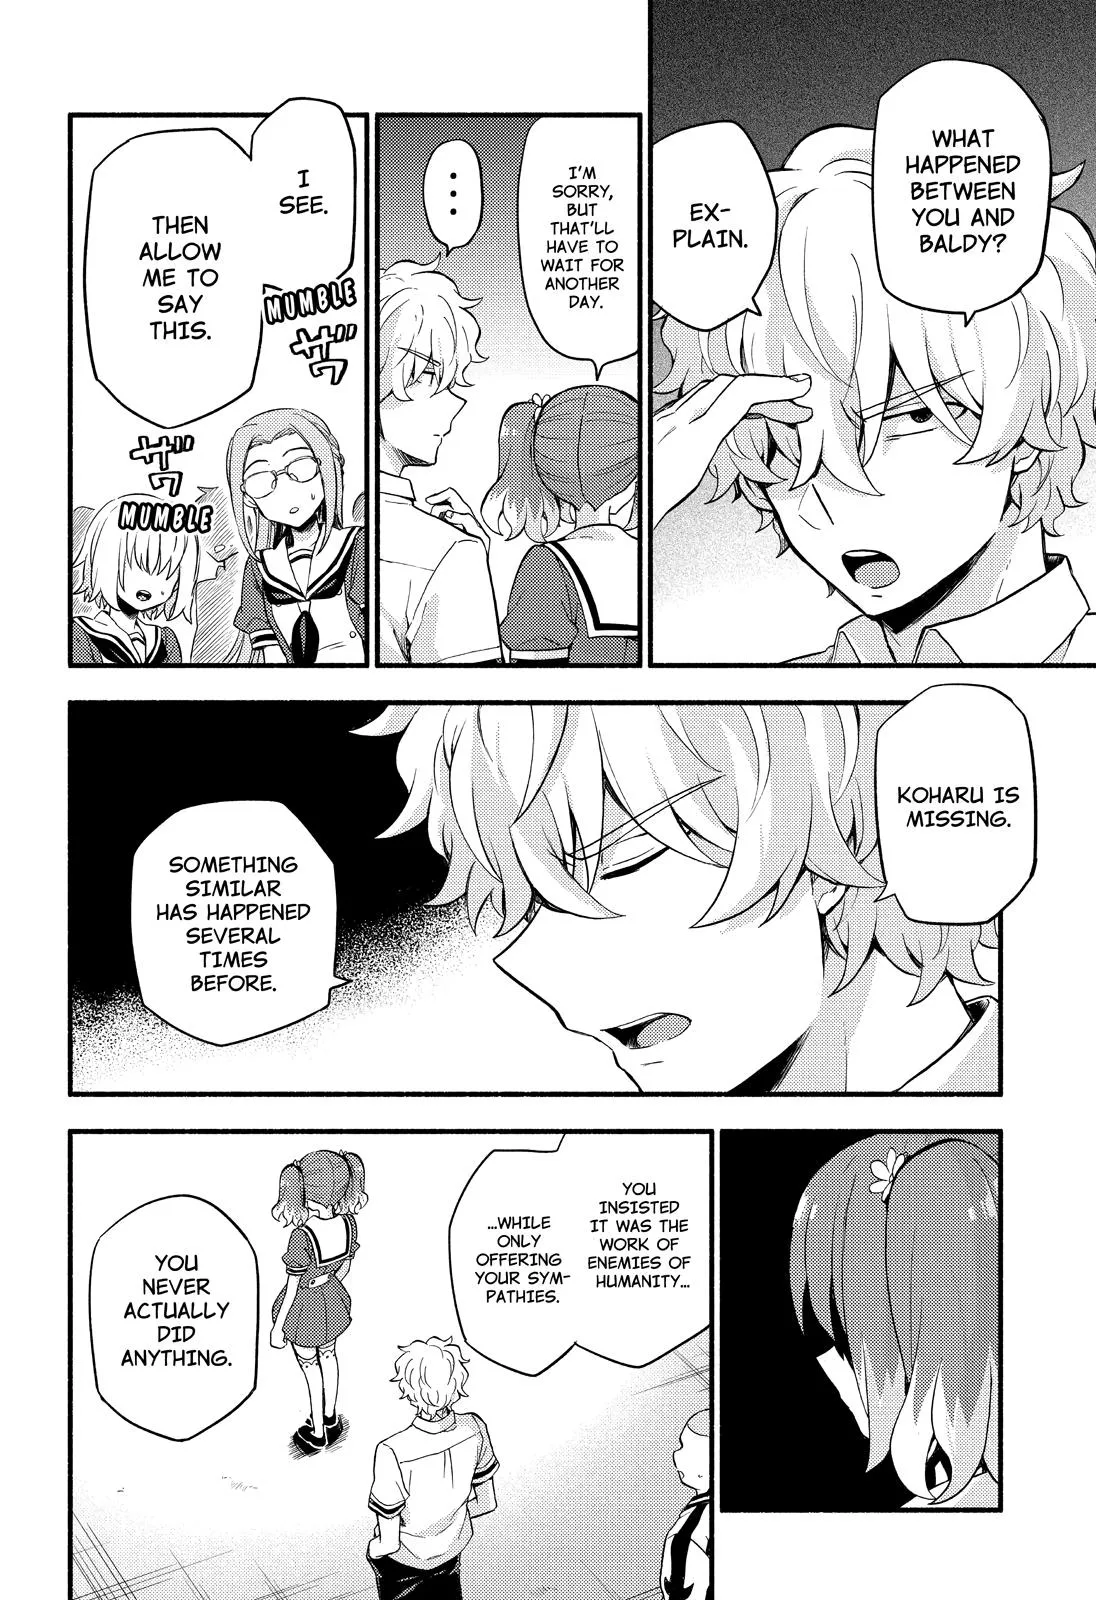 WHAT
HAPPENED
BETWEEN
YOU AND
BALDY?
EX-
PLAIN.
I'M
SORRY,
BUT
THAT'LL
HAVE TO
WAIT FOR
ANOTHER
DAY.
...
I
SEE.
THEN
ALLOW
ME TO
SAY
THIS.
MUMBLE
ザワ
ザワ
MUMBLE
KOHARU IS
MISSING.
SOMETHING
SIMILAR
HAS HAPPENED
SEVERAL
TIMES
BEFORE.
YOU
INSISTED
IT WAS THE
WORK OF
ENEMIES OF
HUMANITY...
...WHILE
ONLY
OFFERING
YOUR SYM-
PATHIES.
YOU
NEVER
ACTUALLY
DID
ANYTHING.